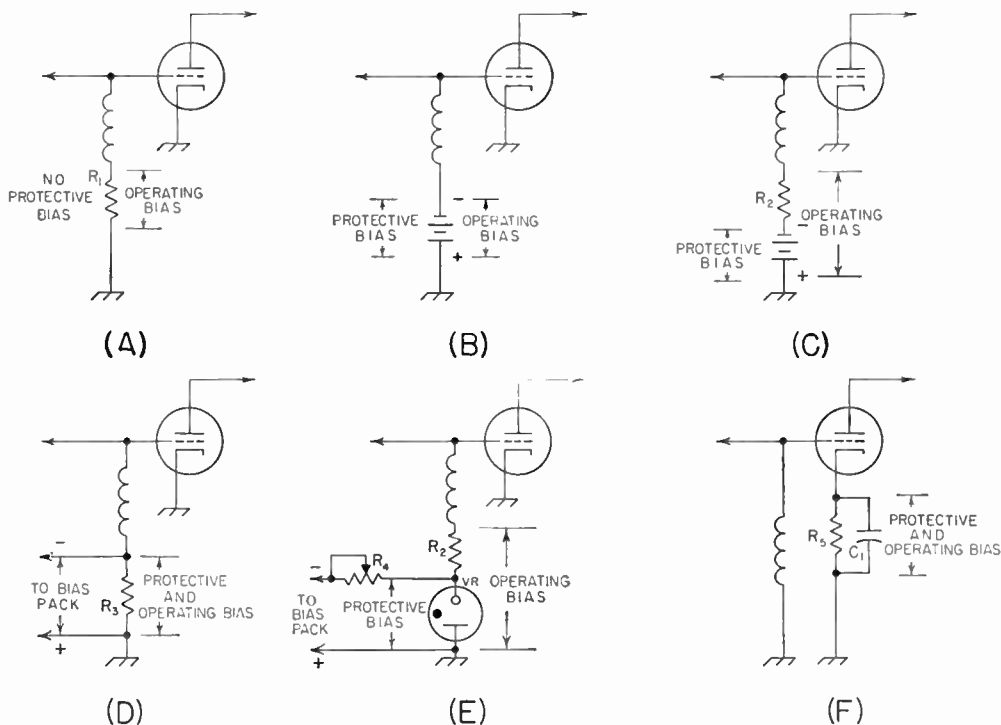 NO
PROTECTIVE
BIAS
R1
OPERATING
BIAS
(A)
PROTECTIVE
BIAS
-
+
OPERATING
BIAS
(B)
PROTECTIVE
BIAS
R2
-
+
OPERATING
BIAS
(C)
-
TO BIAS
PACK
+
R3
PROTECTIVE
AND
OPERATING BIAS
(D)
-
R4
TO
BIAS
PACK
+
PROTECTIVE
BIAS
R2
VR
OPERATING
BIAS
(E)
R5
C1
PROTECTIVE
AND
OPERATING BIAS
(F)